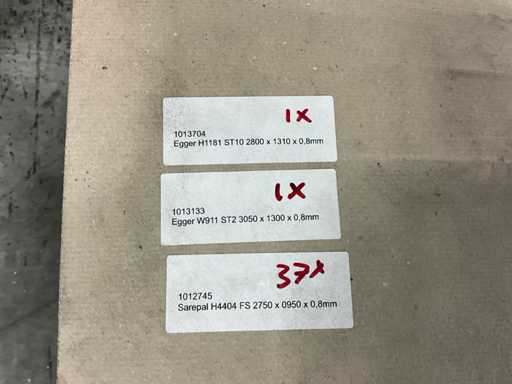 1X
1013704
Egger H1181 ST10 2800 x 1310 x 0,8mm
1X
1013133
Egger W911 ST2 3050 x 1300 x 0,8mm
37x
1012745
Sarepal H4404 FS 2750 x 0950 x 0,8mm